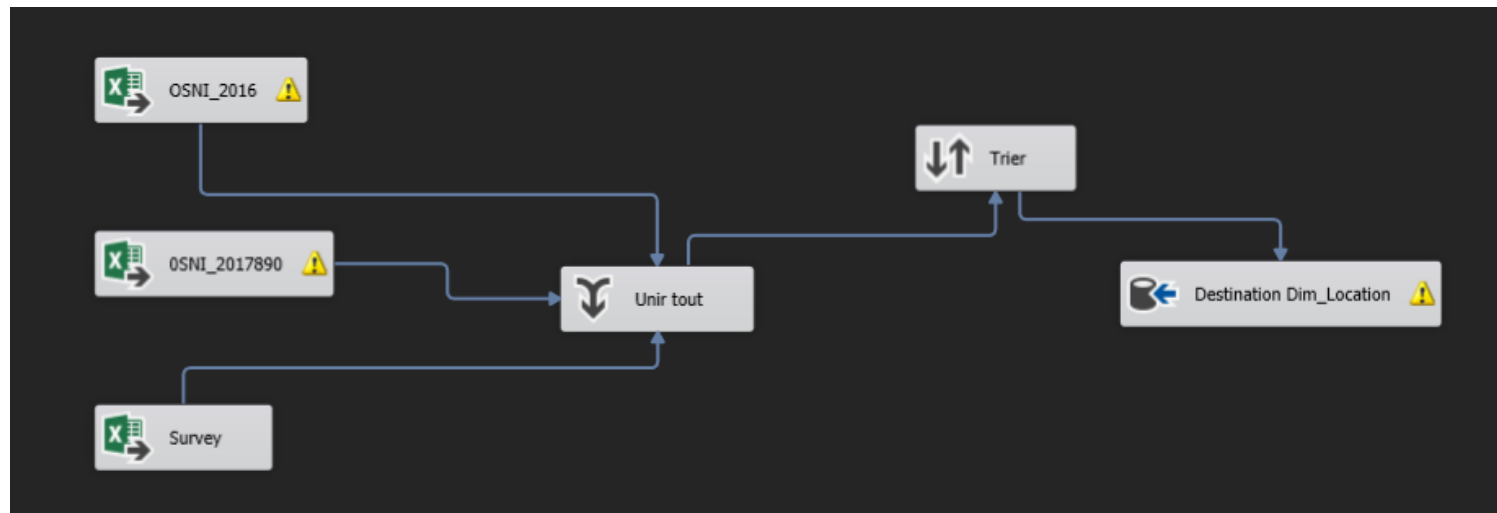 OSNI_2016
0SNI_2017890
Survey
Unir tout
Trier
Destination Dim_Location